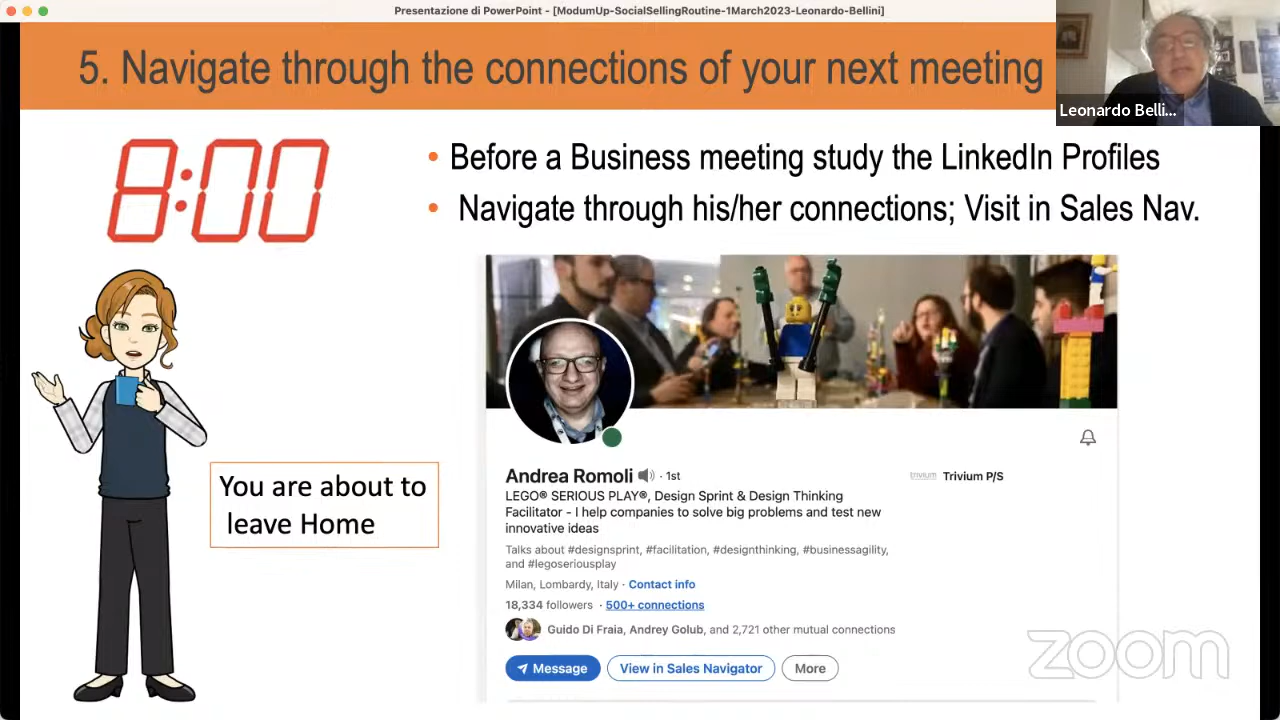 Presentazione di PowerPoint - [ModumUp-SocialSellingRoutine-1March2023-Leonardo-Bellini]
5. Navigate through the connections of your next meeting
Leonardo Belli...
8:00
• Before a Business meeting study the LinkedIn Profiles
• Navigate through his/her connections; Visit in Sales Nav.
You are about to
leave Home
Andrea Romoli · 1st
trivium Trivium P/S
LEGO® SERIOUS PLAY®, Design Sprint & Design Thinking
Facilitator - I help companies to solve big problems and test new
innovative ideas
Talks about #designsprint, #facilitation, #designthinking, #businessagility,
and #legoseriousplay
Milan, Lombardy, Italy · Contact info
18,334 followers · 500+ connections
Guido Di Fraia, Andrey Golub, and 2,721 other mutual connections
Message
View in Sales Navigator
More
zoom